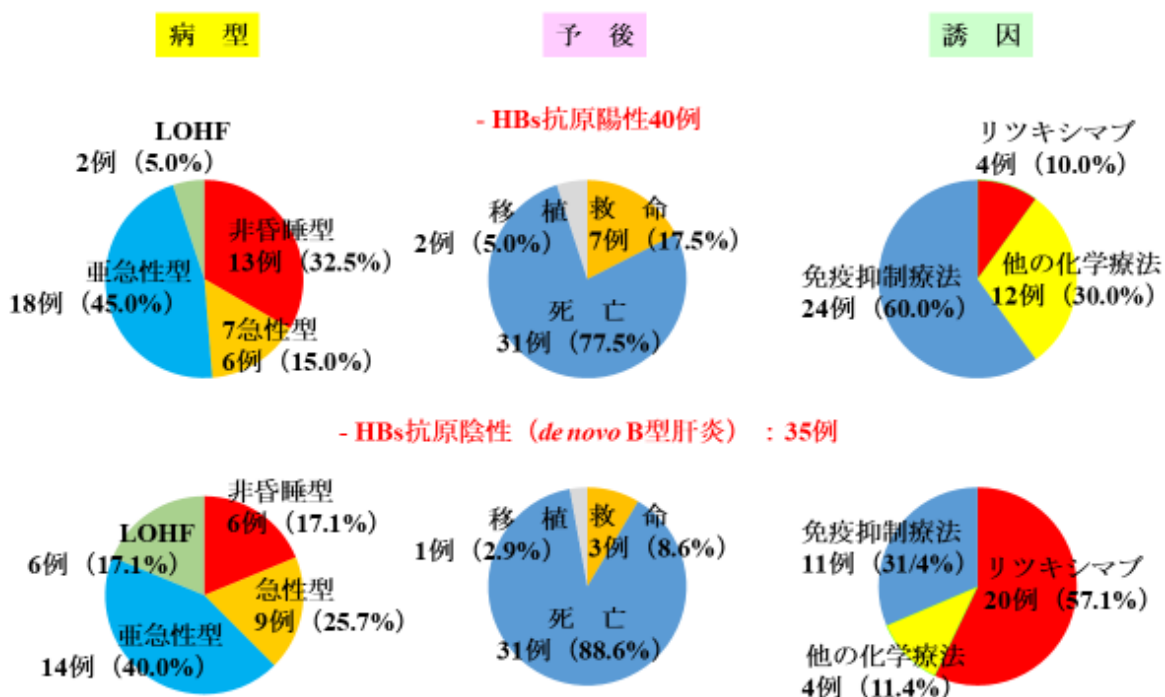 病 型
予 後
誘 因
- HBs抗原陽性40例
LOHF
2例（5.0%）
非昏睡型
13例（32.5%）
亜急性型
18例（45.0%）
7急性型
6例（15.0%）
移 植
2例（5.0%）
救 命
7例（17.5%）
死 亡
31例（77.5%）
リツキシマブ
4例（10.0%）
他の化学療法
12例（30.0%）
免疫抑制療法
24例（60.0%）
- HBs抗原陰性（de novo B型肝炎）：35例
非昏睡型
6例（17.1%）
LOHF
6例（17.1%）
急性型
9例（25.7%）
亜急性型
14例（40.0%）
移 植
1例（2.9%）
救 命
3例（8.6%）
死 亡
31例（88.6%）
免疫抑制療法
11例（31/4%）
リツキシマブ
20例（57.1%）
他の化学療法
4例（11.4%）